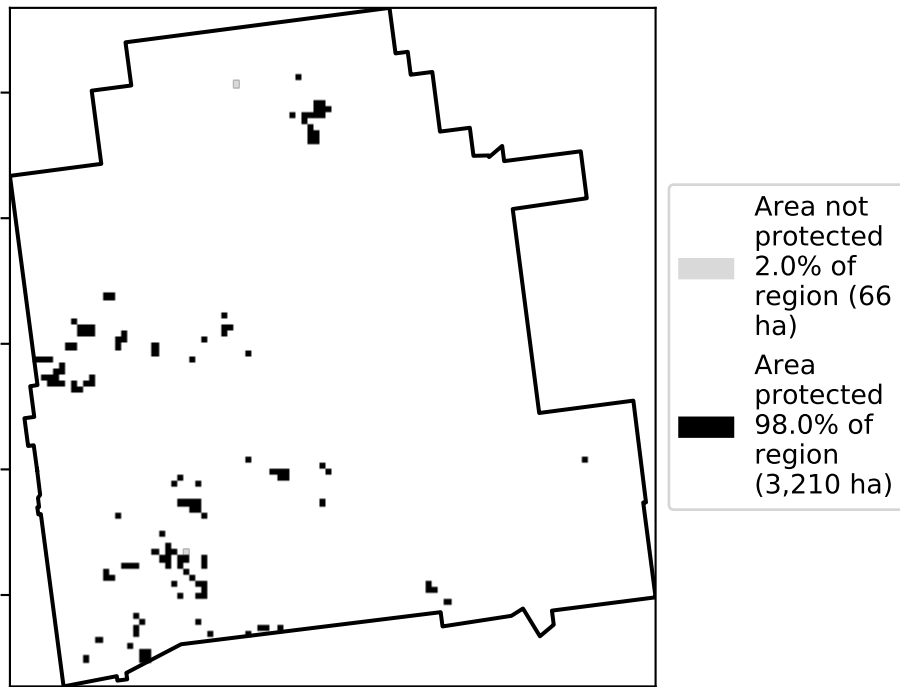 Area not
protected
2.0% of
region (66
ha)
Area
protected
98.0% of
region
(3,210 ha)